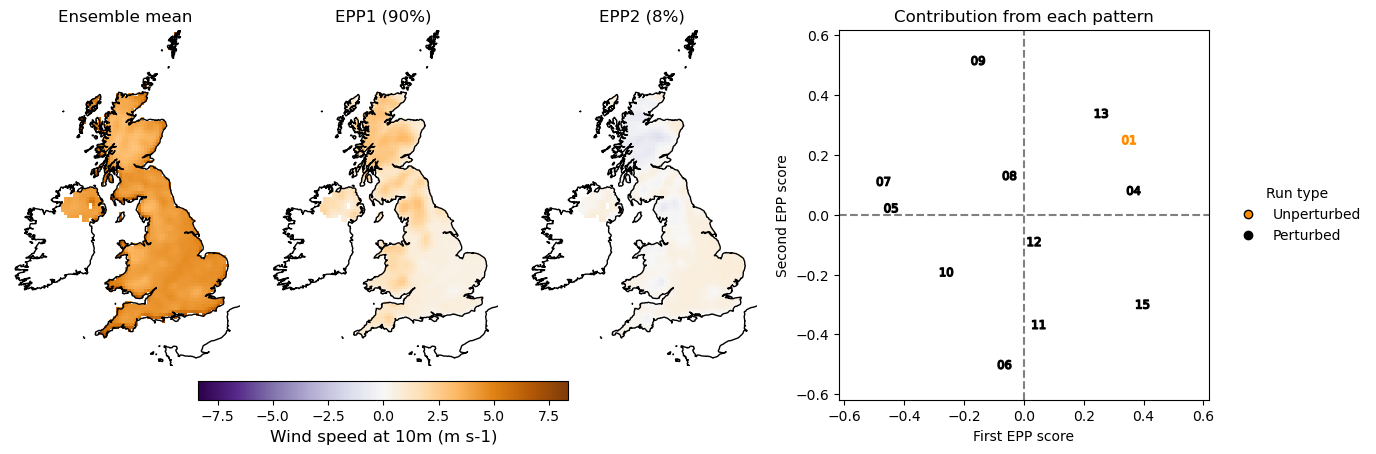 Ensemble mean
EPP1 (90%)
EPP2 (8%)
−7.5 −5.0 −2.5 0.0 2.5 5.0 7.5
Wind speed at 10m (m s-1)
Contribution from each pattern
Second EPP score
0.6
0.4
0.2
0.0
−0.2
−0.4
−0.6
09
13
01
08
07
04
05
12
10
15
11
06
−0.6 −0.4 −0.2 0.0 0.2 0.4 0.6
First EPP score
Run type
Unperturbed
Perturbed